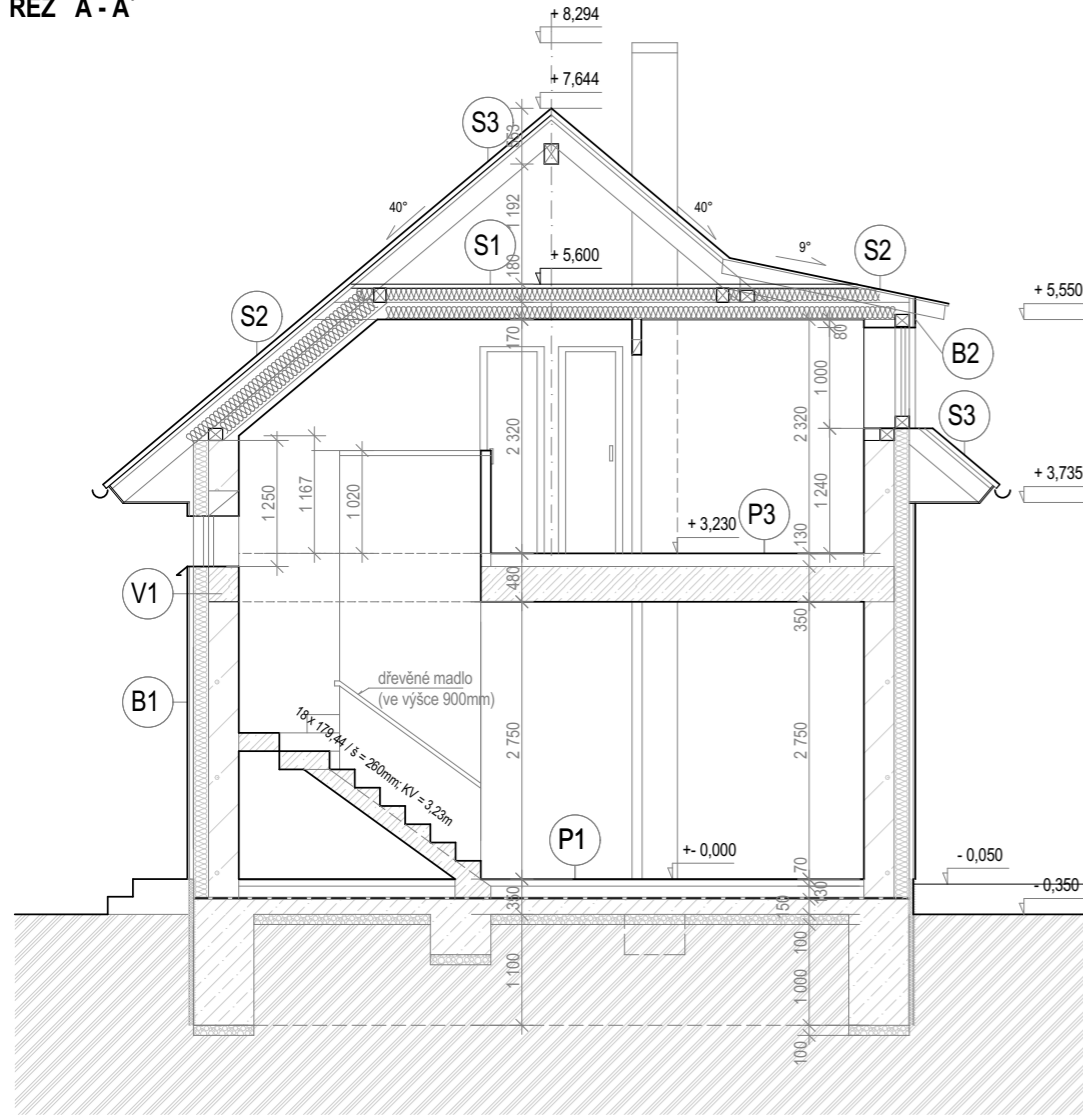 ŘEZ A - A'
+ 8,294
+ 7,644
S3
553
40°
40°
1 192
S1
180
+ 5,600
9°
S2
+ 5,550
S2
170
80
B2
1 000
S3
2 320
2 320
1 250
1 167
1 020
1 240
+ 3,735
P3
+ 3,230
130
480
350
V1
B1
dřevěné madlo
(ve výšce 900mm)
18 x 179,44 / š = 260mm; KV = 3,23m
2 750
2 750
P1
+- 0,000
- 0,050
- 0,350
70
130
350
150
100
1 100
1 000
100